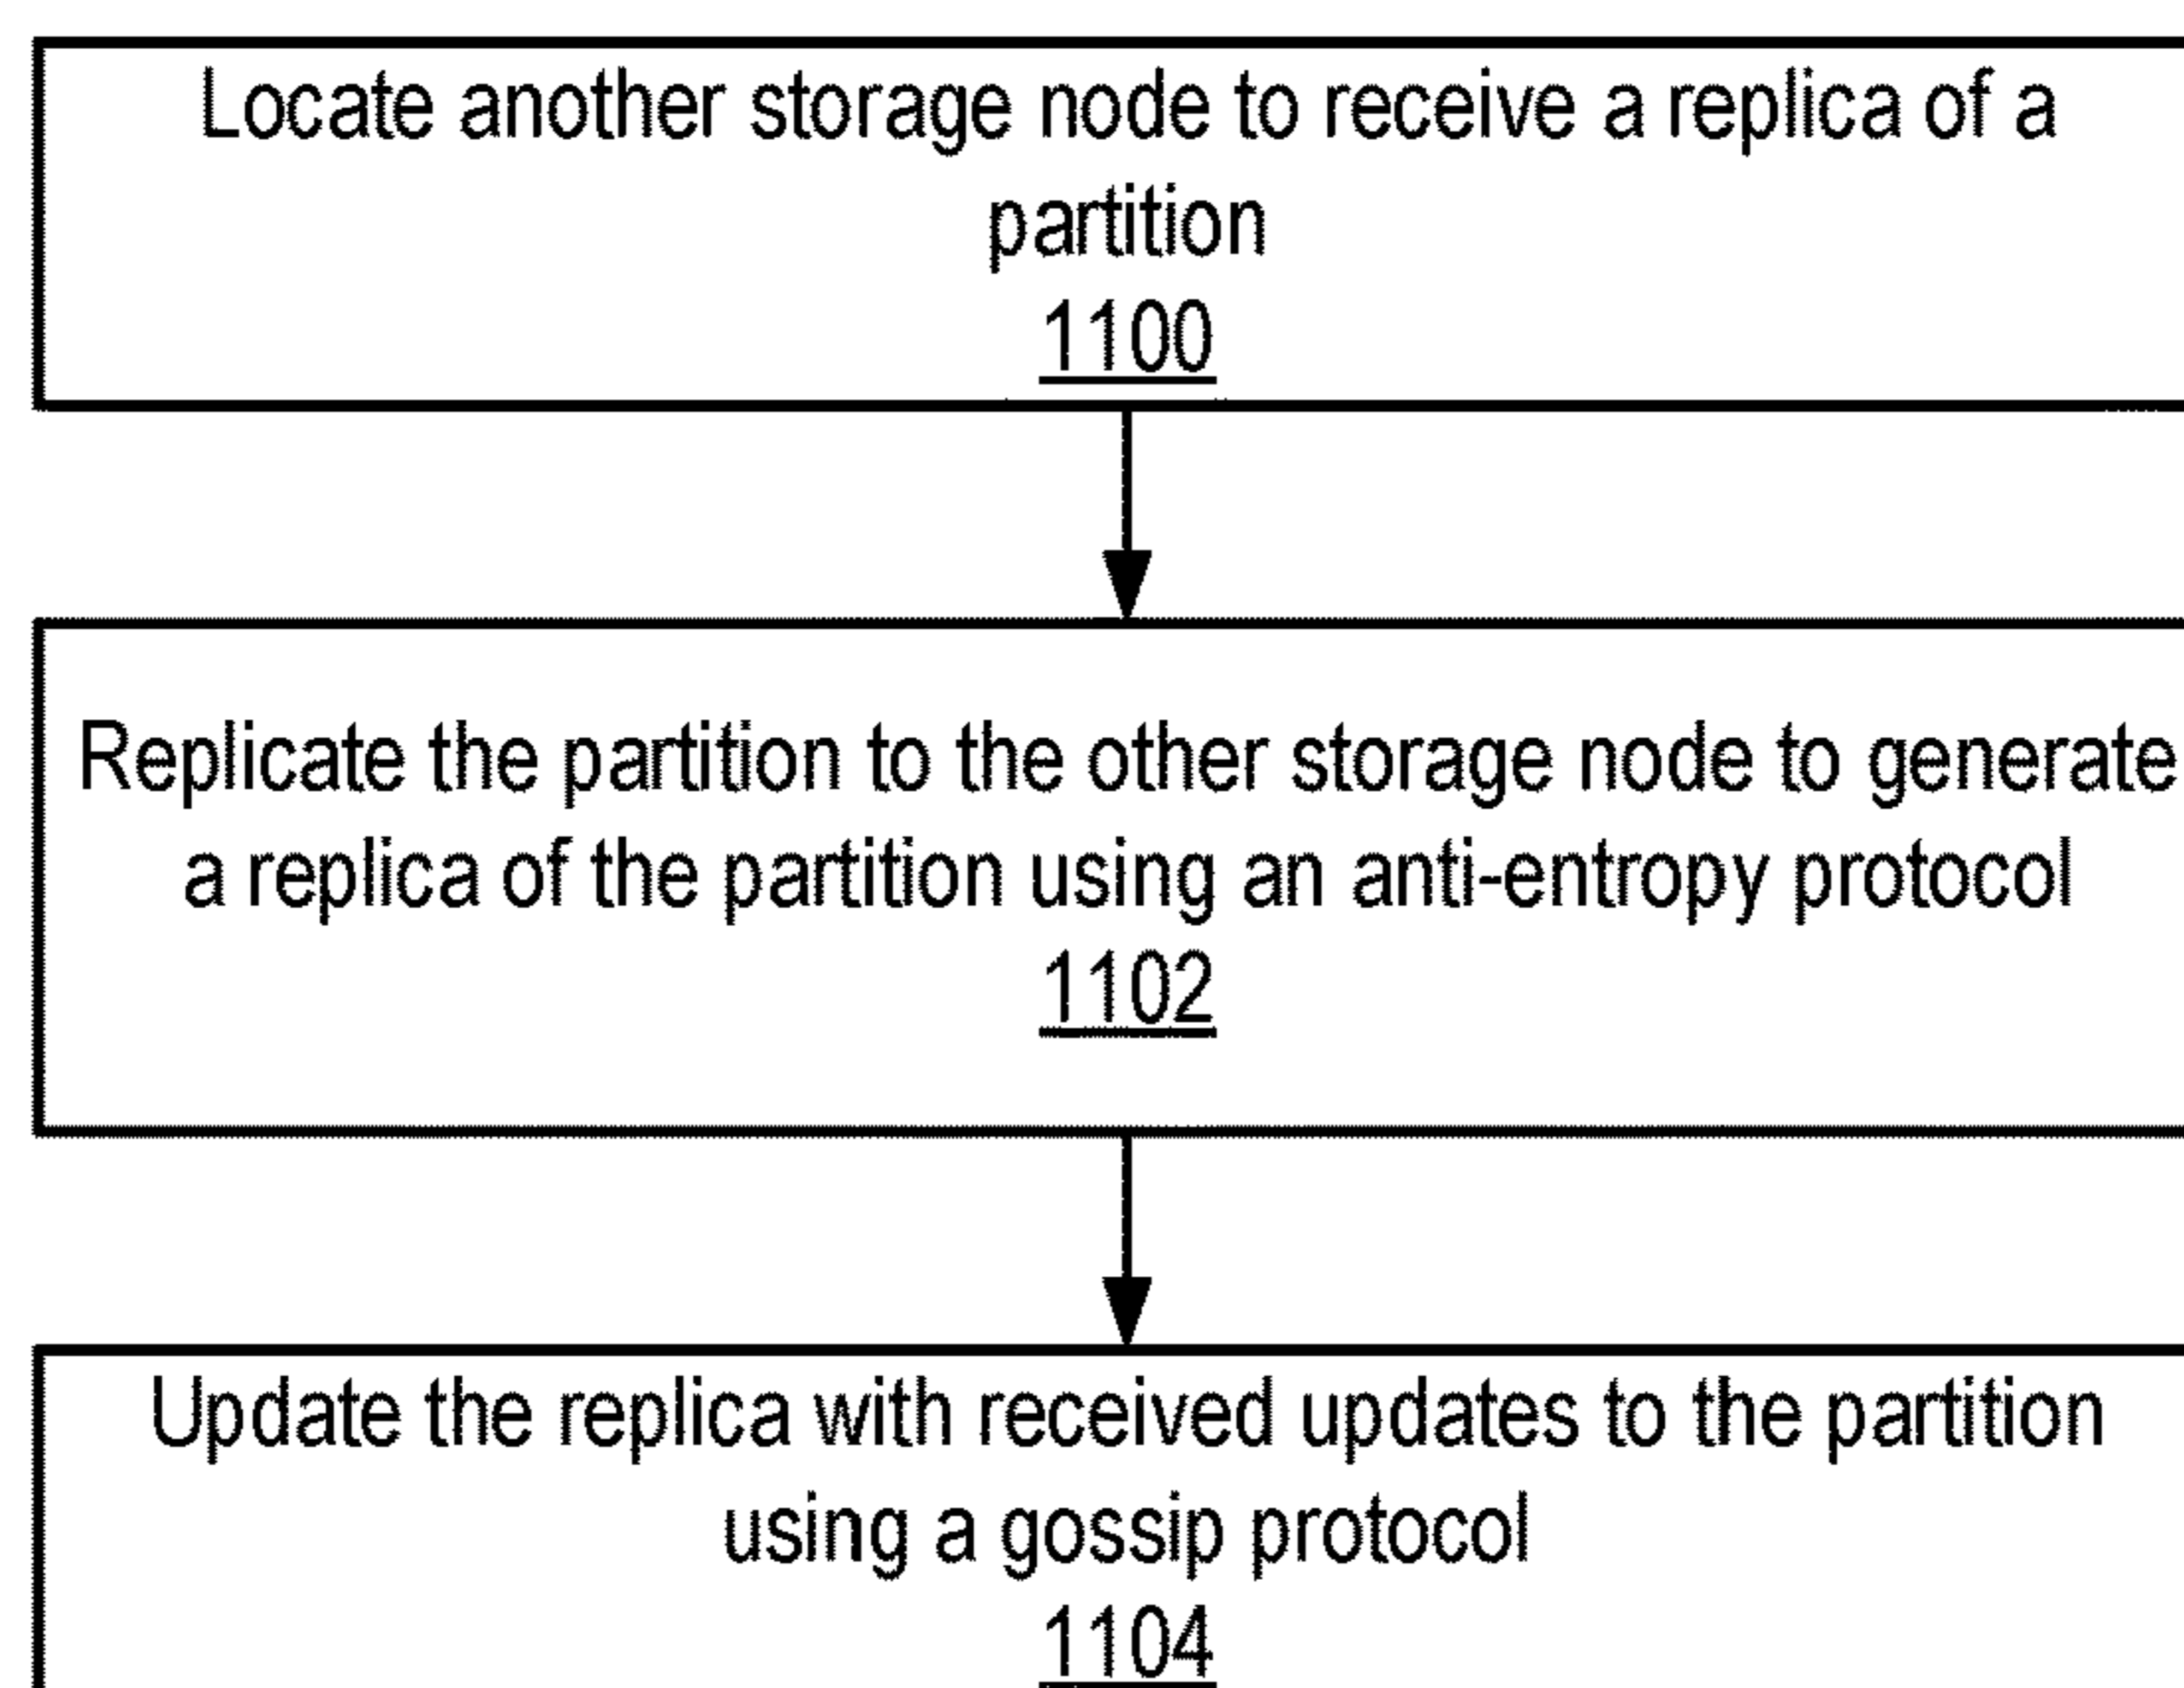 Locate another storage node to receive a replica of a
partition
1100
Replicate the partition to the other storage node to generate
a replica of the partition using an anti-entropy protocol
1102
Update the replica with received updates to the partition
using a gossip protocol
1104